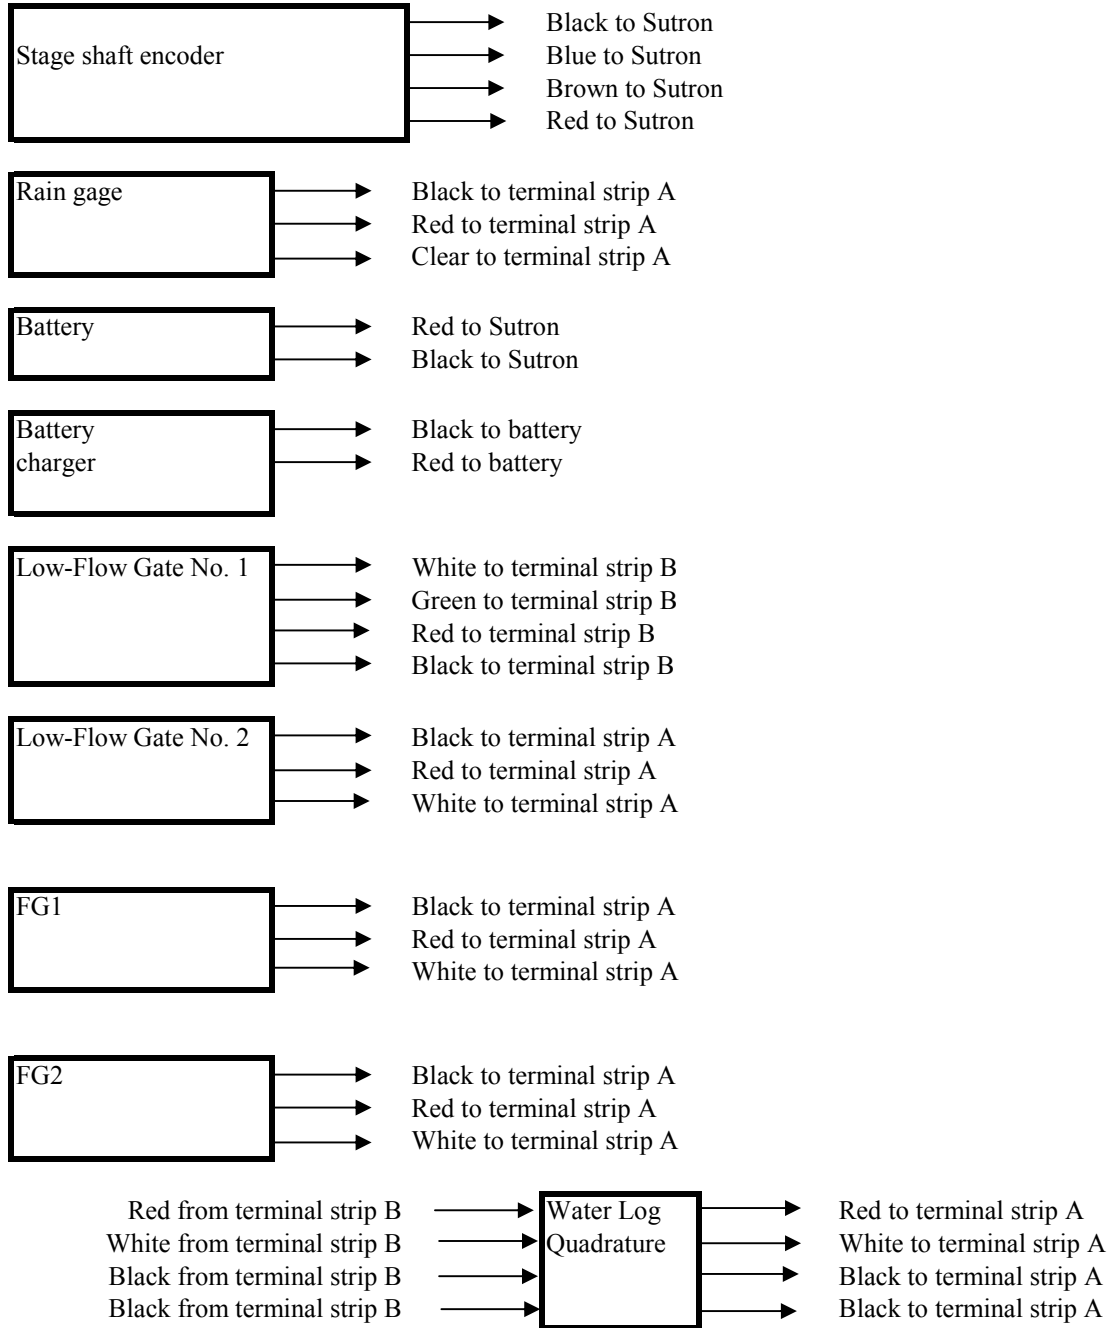 Black to Sutron
Stage shaft encoder
Blue to Sutron
Brown to Sutron
Red to Sutron
Rain gage
Black to terminal strip A
Red to terminal strip A
Clear to terminal strip A
Battery
Red to Sutron
Black to Sutron
Battery
charger
Black to battery
Red to battery
Low-Flow Gate No. 1
White to terminal strip B
Green to terminal strip B
Red to terminal strip B
Black to terminal strip B
Low-Flow Gate No. 2
Black to terminal strip A
Red to terminal strip A
White to terminal strip A
FG1
Black to terminal strip A
Red to terminal strip A
White to terminal strip A
FG2
Black to terminal strip A
Red to terminal strip A
White to terminal strip A
Red from terminal strip B
White from terminal strip B
Black from terminal strip B
Black from terminal strip B
Water Log
Quadrature
Red to terminal strip A
White to terminal strip A
Black to terminal strip A
Black to terminal strip A